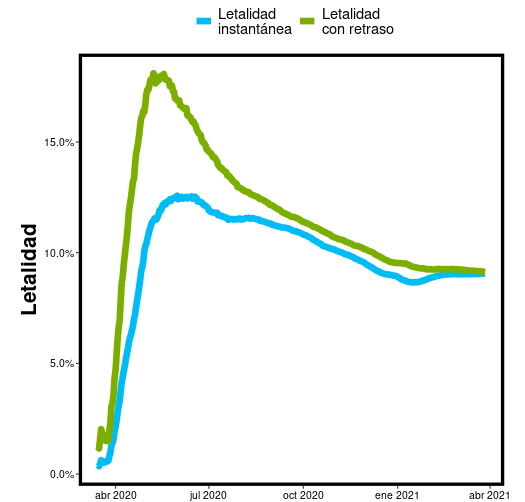 Letalidad
instantánea
Letalidad
con retraso
Letalidad
15.0%
10.0%
5.0%
0.0%
abr 2020
jul 2020
oct 2020
ene 2021
abr 2021